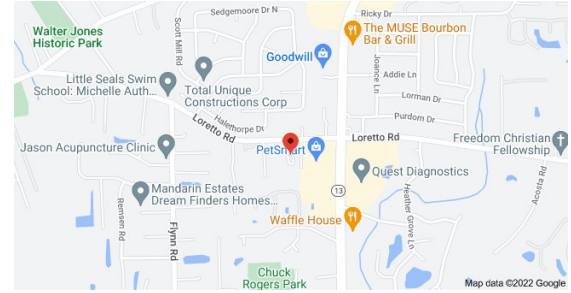 Sedgemoore Dr N
Ricky Dr
Walter Jones
Historic Park
Scott Mill Rd
The MUSE Bourbon
Bar & Grill
Goodwill
Joance Ln
Addie Ln
Little Seals Swim
School: Michelle Auth...
Total Unique
Constructions Corp
Lorman Dr
Halethorpe Dr
Purdom Dr
Loretto Rd
Loretto Rd
Jason Acupuncture Clinic
PetSmart
Freedom Christian
Fellowship
Quest Diagnostics
Mandarin Estates
Dream Finders Homes...
13
Acosta Rd
Remsen Rd
Flynn Rd
Waffle House
Heather Grove Ln
Chuck
Rogers Park
Map data ©2022 Google